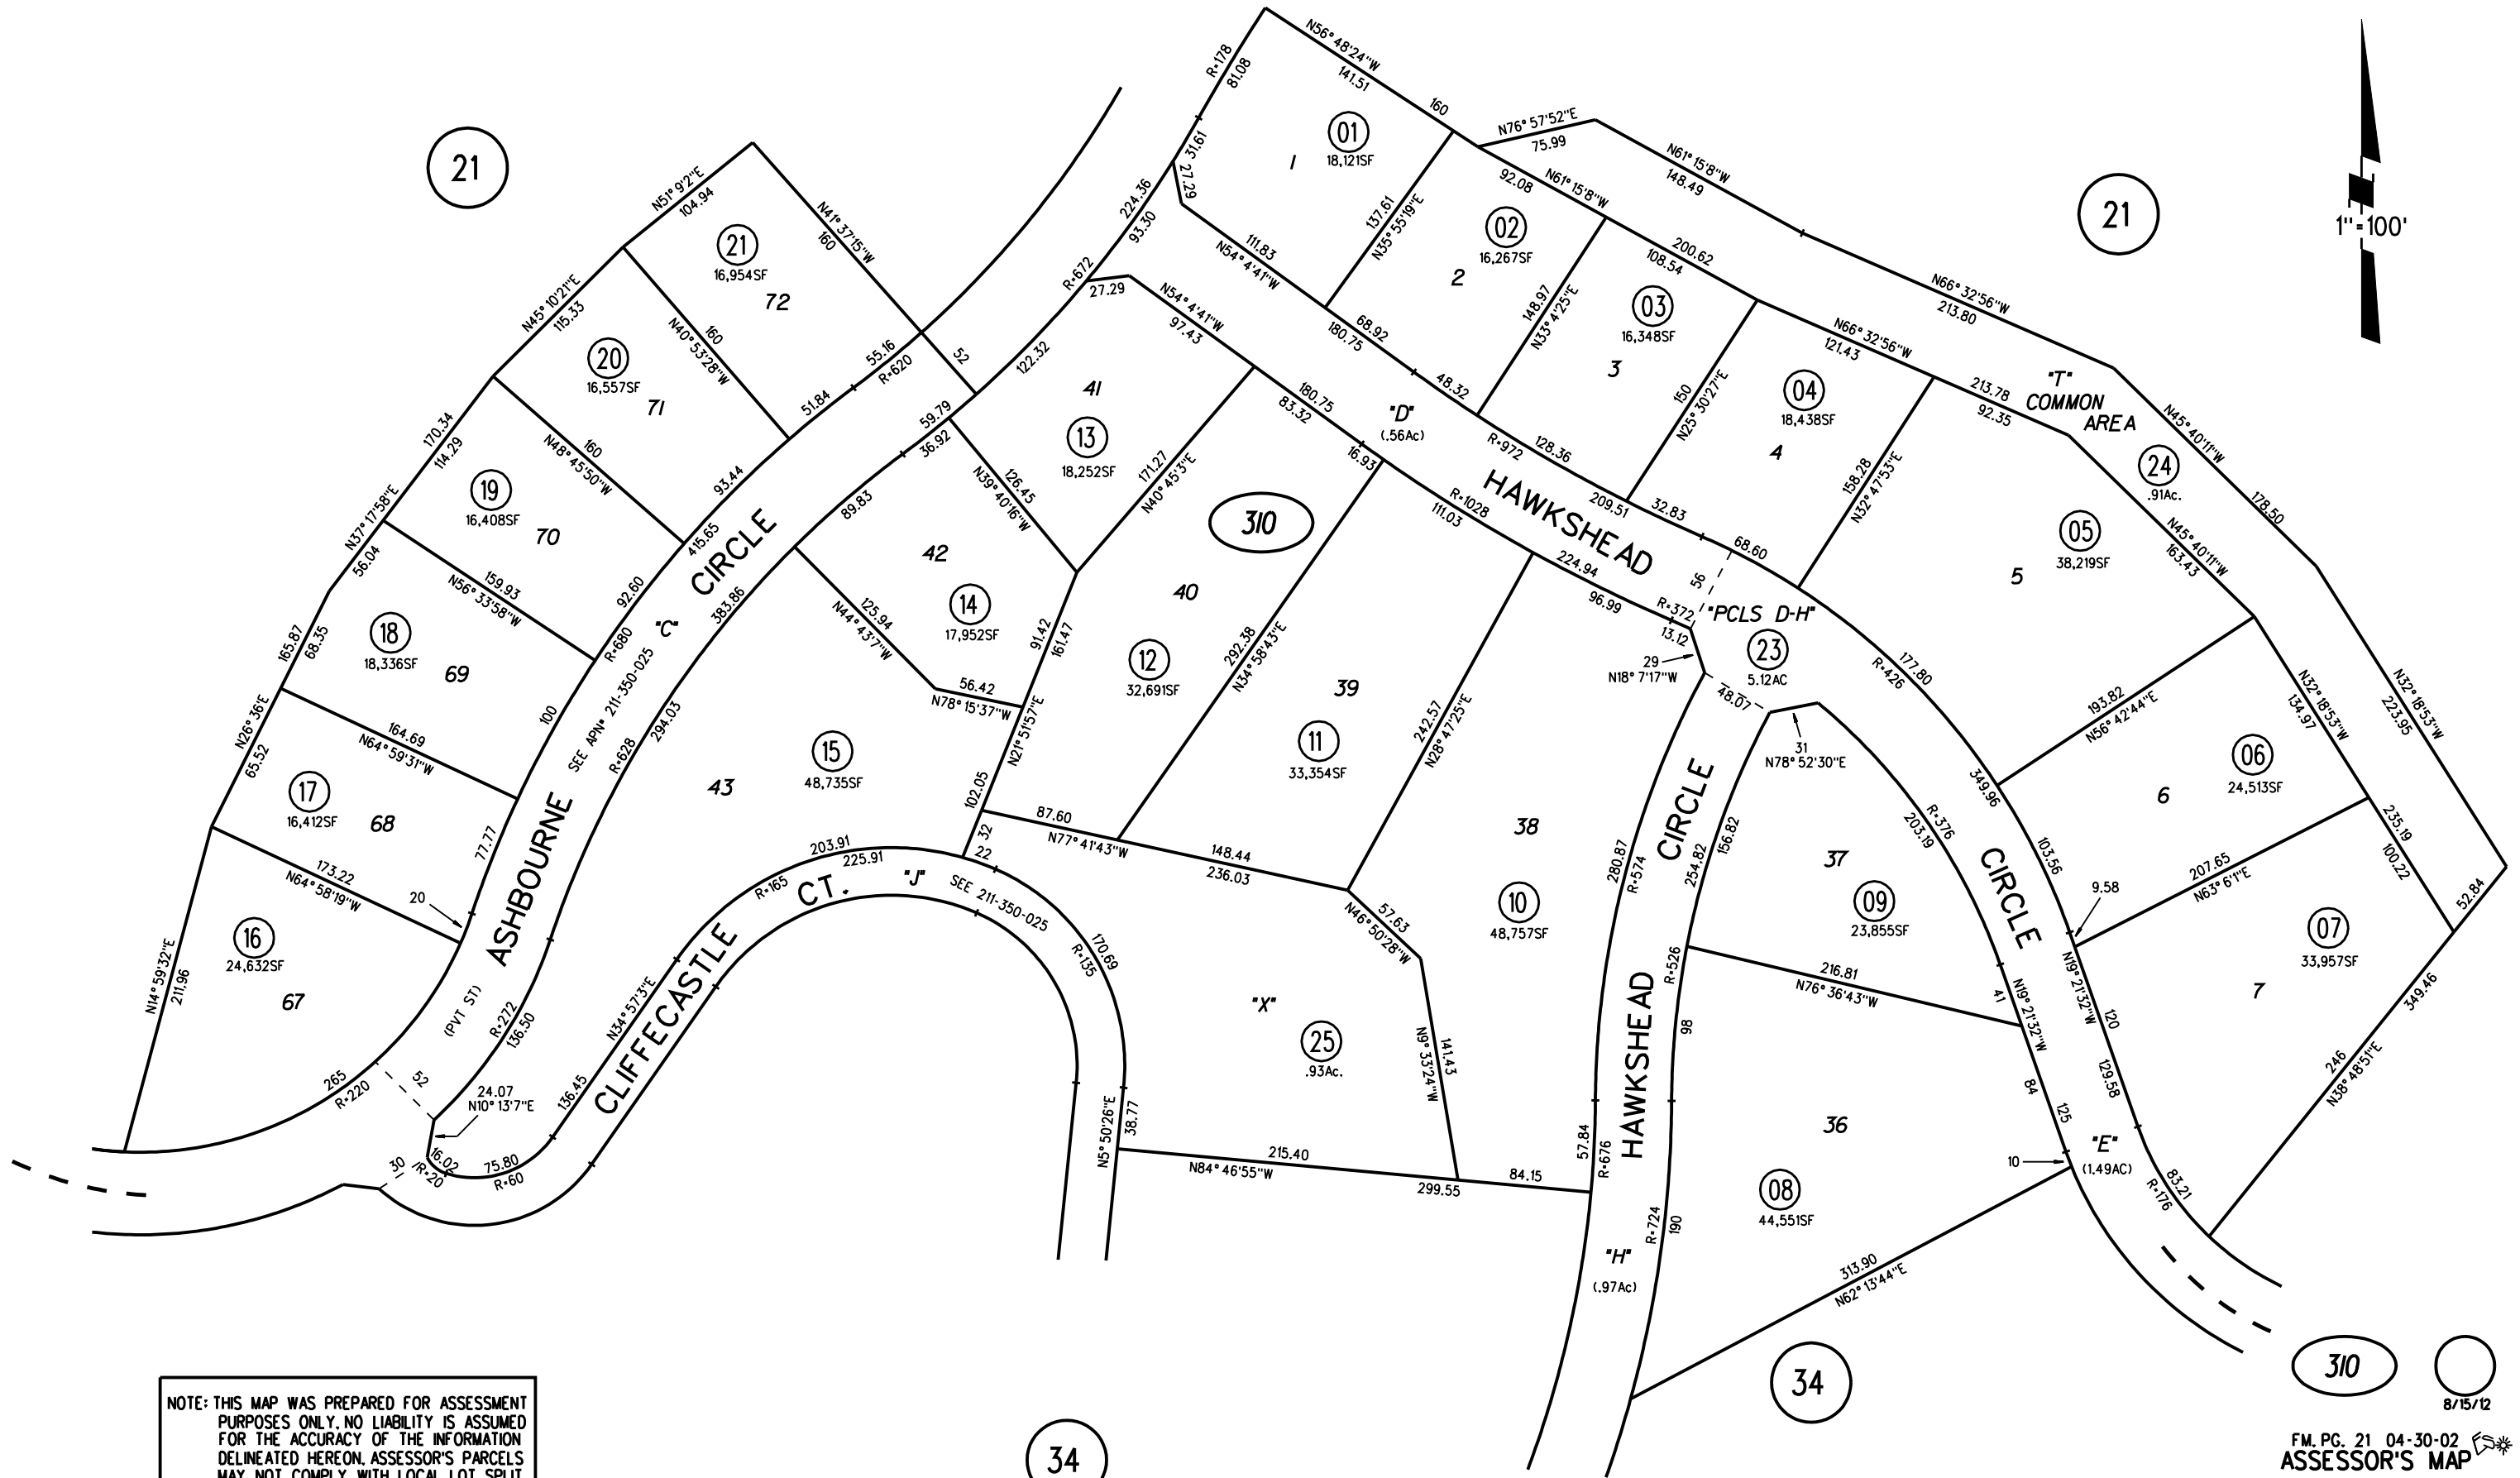 21
N51° 9'2"E
104.94
N41° 37'15"W
160
21
16,954SF
72
N45° 10'21"E
115.33
N40° 53'28"W
160
20
16,557SF
71
55.16
R=620
52
51.84
170.34
114.29
160
N48° 45'50"W
93.44
19
16,408SF
70
N37° 17'58"E
56.04
159.93
N56° 33'58"W
415.65
92.60
R=680
18
18,336SF
69
165.87
68.35
100
164.69
N64° 59'31"W
N26° 36'E
65.52
17
16,412SF
68
77.77
173.22
N64° 58'19"W
20
16
24,632SF
67
N14° 59'32"E
211.96
265
R=220
52
ASHBOURNE CIRCLE
"C"
SEE APN° 211-350-025
(PVT ST)
R=272
136.50
24.07
N10° 13'7"E
30
R=20
16.02
75.80
R=60
136.45
N34° 57'3"E
CLIFFECASTLE CT.
"J"
SEE 211-350-025
R=165
203.91
225.91
22
32
170.69
R=135
N5° 50'26"E
38.77
R=178
81.08
N56° 48'24"W
141.51
160
01
18,121SF
1
31.61
27.29
224.36
93.30
R=672
27.29
111.83
N54° 4'41"W
137.61
N35° 55'19"E
N76° 57'52"E
75.99
N61° 15'8"W
148.49
N61° 15'8"W
92.08
02
16,267SF
2
68.92
180.75
48.32
148.97
N33° 4'25"E
200.62
108.54
03
16,348SF
3
R=972
128.36
150
N25° 30'27"E
N66° 32'56"W
213.80
N66° 32'56"W
121.43
04
18,438SF
4
209.51
32.83
68.60
158.28
N32° 47'53"E
213.78
92.35
"T"
COMMON
AREA
24
.91Ac.
N45° 40'11"W
178.50
N45° 40'11"W
163.43
05
38,219SF
5
21
1"=100'
122.32
59.79
36.92
N54° 4'41"W
97.43
41
13
18,252SF
180.75
83.32
16.93
"D"
(.56Ac)
HAWKSHEAD CIRCLE
171.27
N40° 45'3"E
126.45
N39° 40'16"W
89.83
383.86
42
14
17,952SF
125.94
N44° 43'7"W
56.42
N78° 15'37"W
91.42
161.47
N21° 51'57"E
102.05
R=628
294.03
43
15
48,735SF
310
40
12
32,691SF
292.38
N34° 58'43"E
39
11
33,354SF
R=1028
111.03
224.94
96.99
R=372
13.12
56
29
N18° 7'17"W
"PCLS D-H"
23
5.12AC
48.07
31
N78° 52'30"E
R=426
177.80
349.96
103.56
9.58
242.57
N28° 47'25"E
87.60
N77° 41'43"W
148.44
236.03
38
10
48,757SF
57.63
N46° 50'28"W
141.43
N9° 33'24"W
"X"
25
.93Ac.
215.40
N84° 46'55"W
299.55
84.15
280.87
R=574
57.84
R=676
HAWKSHEAD CIRCLE
254.82
156.82
R=526
98
R=724
190
"H"
(.97Ac)
R=376
203.19
37
09
23,855SF
216.81
N76° 36'43"W
41
N19° 21'32"W
84
125
10
36
08
44,551SF
313.90
N62° 13'44"E
193.82
N56° 42'44"E
N32° 18'53"W
134.97
N32° 18'53"W
223.95
06
24,513SF
6
235.19
100.22
207.65
N63° 6'1"E
52.84
07
33,957SF
7
349.46
246
N38° 48'51"E
N19° 21'32"W
120
129.58
"E"
(1.49AC)
83.21
R=176
34
34
310
8/15/12
FM. PG. 21 04-30-02
ASSESSOR'S MAP
NOTE: THIS MAP WAS PREPARED FOR ASSESSMENT
PURPOSES ONLY. NO LIABILITY IS ASSUMED
FOR THE ACCURACY OF THE INFORMATION
DELINEATED HEREON. ASSESSOR'S PARCELS
MAY NOT COMPLY WITH LOCAL LOT SPLIT